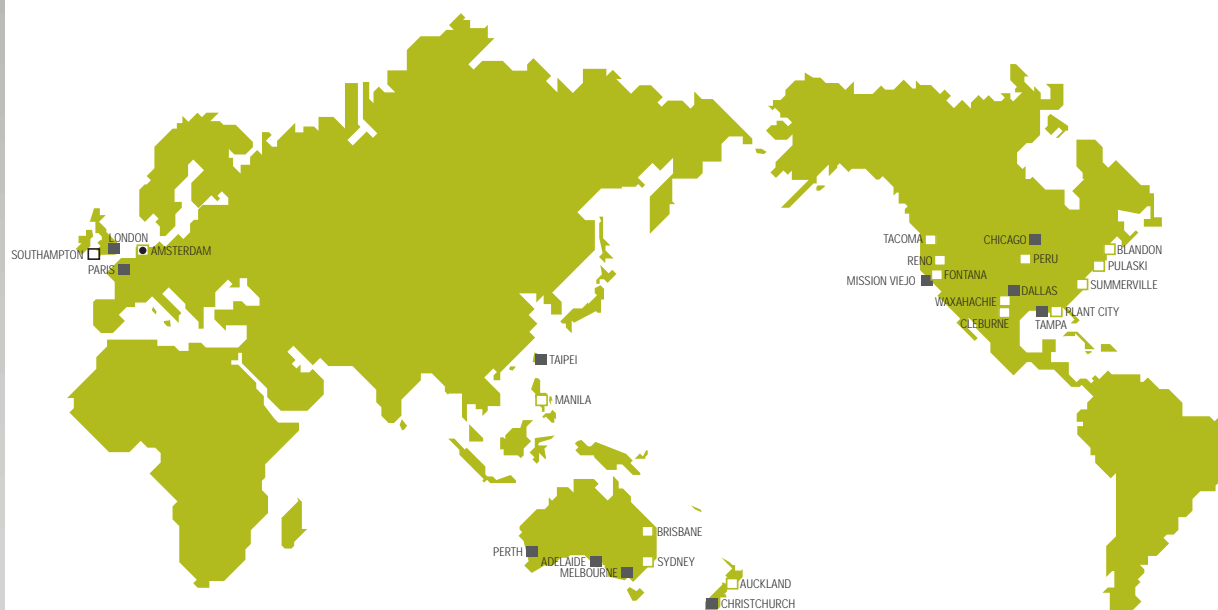 LONDON
SOUTHAMPTON
AMSTERDAM
PARIS
TAIPEI
MANILA
BRISBANE
PERTH
ADELAIDE
SYDNEY
MELBOURNE
AUCKLAND
CHRISTCHURCH
TACOMA
CHICAGO
BLANDON
RENO
PERU
PULASKI
FONTANA
MISSION VIEJO
SUMMERVILLE
DALLAS
WAXAHACHIE
PLANT CITY
CLEBURNE
TAMPA